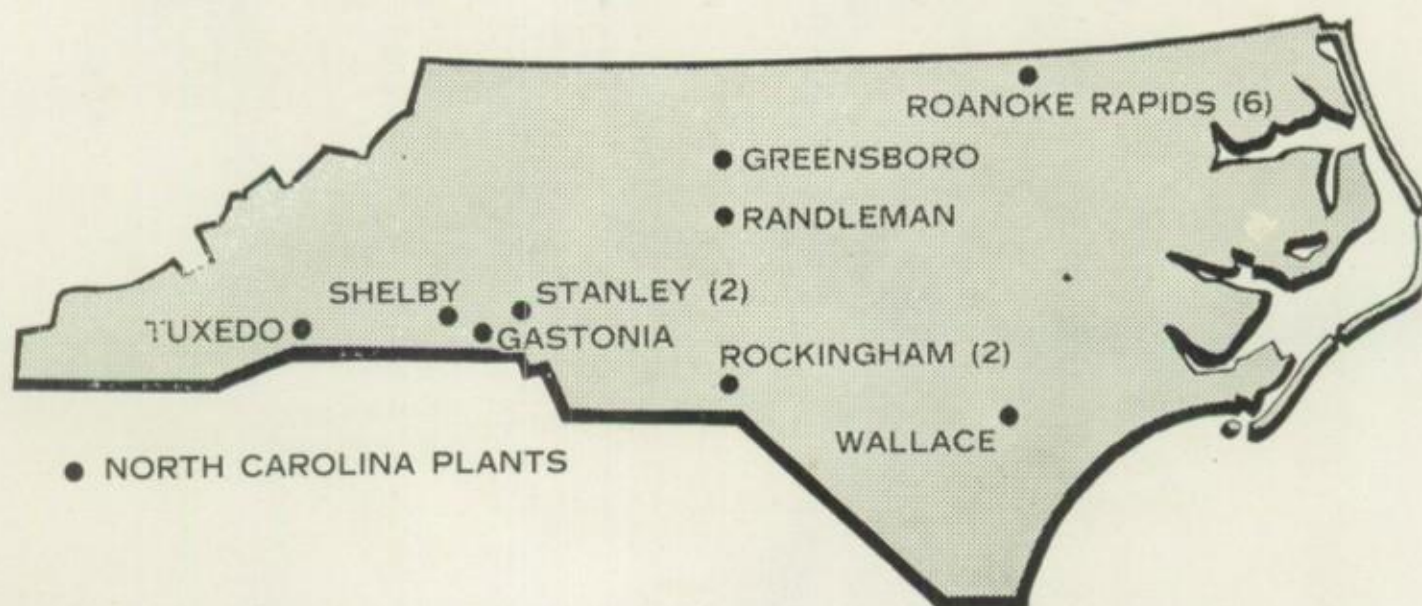 ROANOKE RAPIDS (6)
GREENSBORO
RANDLEMAN
SHELBY
STANLEY (2)
TUXEDO
GASTONIA
ROCKINGHAM (2)
WALLACE
NORTH CAROLINA PLANTS